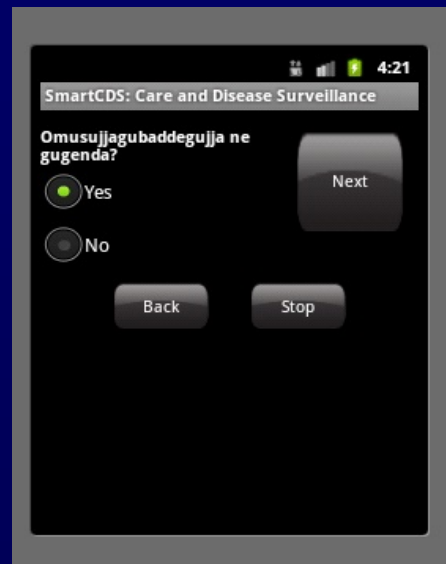 4:21
SmartCDS: Care and Disease Surveillance
Omusujjagubaddegujja ne
gugenda?
Yes
No
Next
Back
Stop